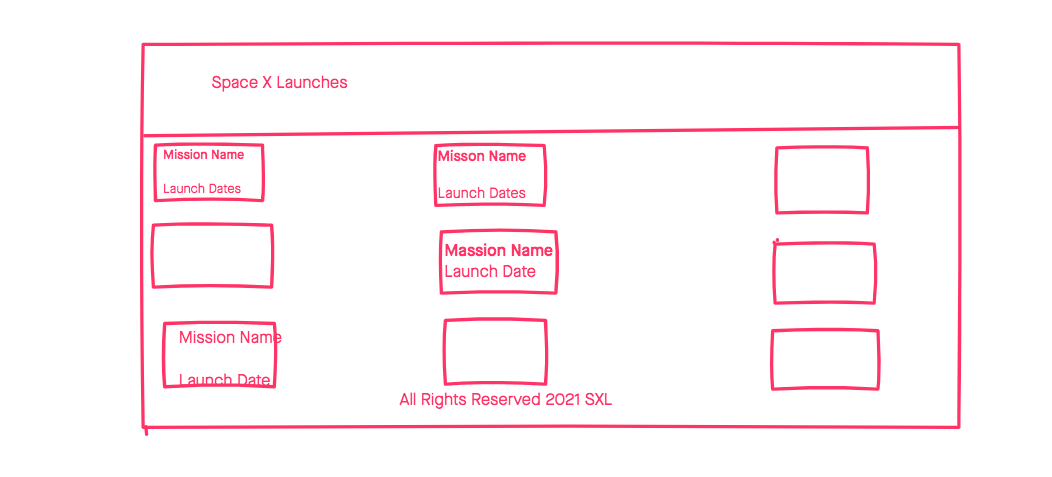 Space X Launches
Mission Name
Launch Dates
Misson Name
Launch Dates
Massion Name
Launch Date
Mission Name
Launch Date
All Rights Reserved 2021 SXL